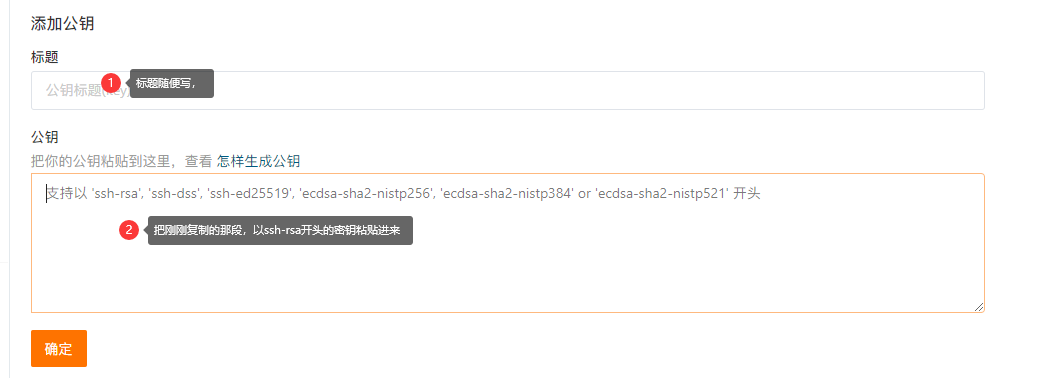 添加公钥
标题
公钥标题(key)
1 标题随便写，
公钥
把你的公钥粘贴到这里，查看 怎样生成公钥
支持以 'ssh-rsa', 'ssh-dss', 'ssh-ed25519', 'ecdsa-sha2-nistp256', 'ecdsa-sha2-nistp384' or 'ecdsa-sha2-nistp521' 开头
2 把刚刚复制的那段，以ssh-rsa开头的密钥粘贴进来
确定